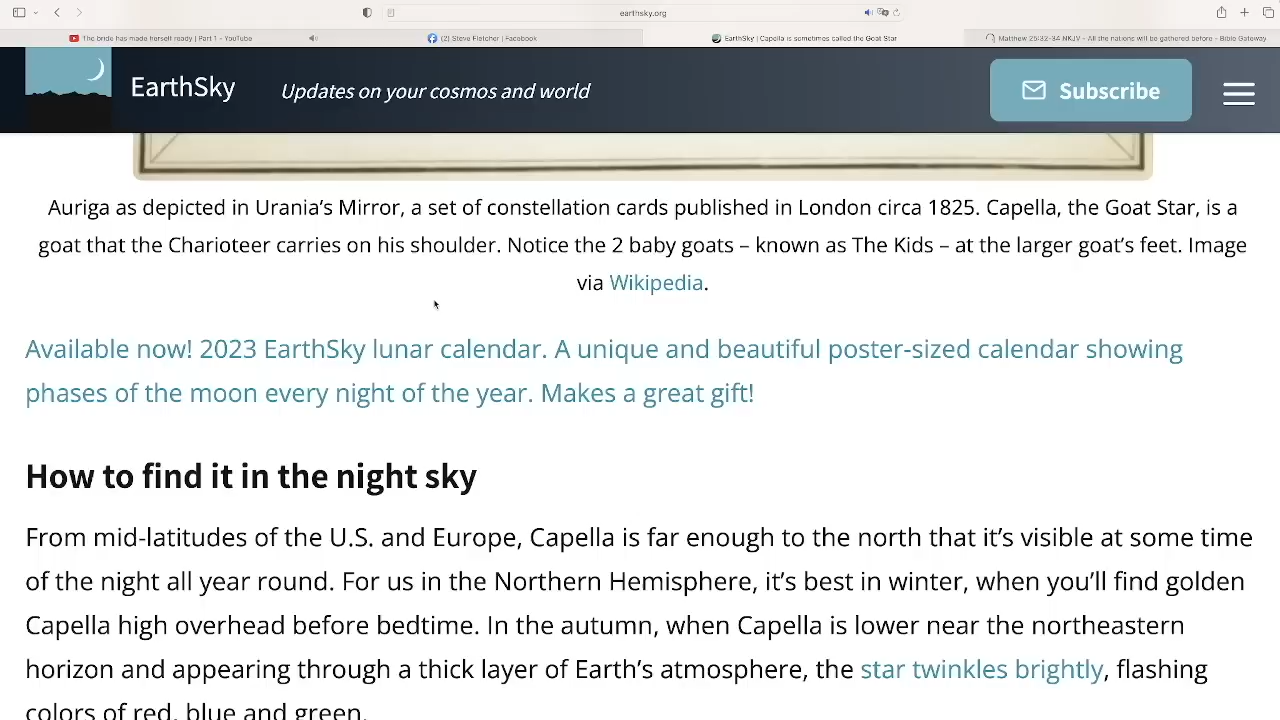 earthsky.org
The bride has made herself ready | Part 1 - YouTube
(2) Steve Fletcher | Facebook
EarthSky | Capella is sometimes called the Goat Star
Matthew 25:32-34 NKJV - All the nations will be gathered before - Bible Gateway
EarthSky
Updates on your cosmos and world
Subscribe
Auriga as depicted in Urania’s Mirror, a set of constellation cards published in London circa 1825. Capella, the Goat Star, is a
goat that the Charioteer carries on his shoulder. Notice the 2 baby goats – known as The Kids – at the larger goat’s feet. Image
via Wikipedia.
Available now! 2023 EarthSky lunar calendar. A unique and beautiful poster-sized calendar showing
phases of the moon every night of the year. Makes a great gift!
How to find it in the night sky
From mid-latitudes of the U.S. and Europe, Capella is far enough to the north that it’s visible at some time
of the night all year round. For us in the Northern Hemisphere, it’s best in winter, when you’ll find golden
Capella high overhead before bedtime. In the autumn, when Capella is lower near the northeastern
horizon and appearing through a thick layer of Earth’s atmosphere, the star twinkles brightly, flashing
colors of red, blue and green.